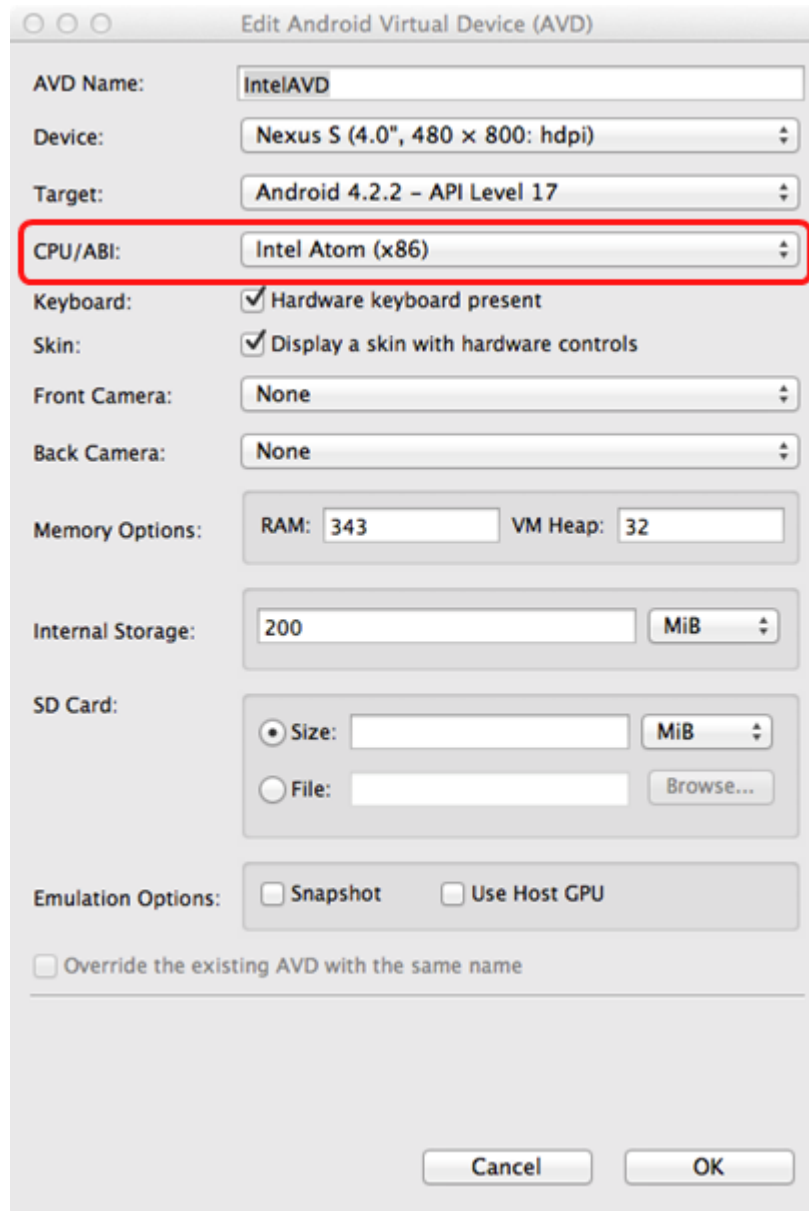 Edit Android Virtual Device (AVD)
AVD Name: IntelAVD
Device: Nexus S (4.0", 480 × 800: hdpi)
Target: Android 4.2.2 – API Level 17
CPU/ABI: Intel Atom (x86)
Keyboard: Hardware keyboard present
Skin: Display a skin with hardware controls
Front Camera: None
Back Camera: None
Memory Options: RAM: 343 VM Heap: 32
Internal Storage: 200 MiB
SD Card:
Size: MiB
File: Browse...
Emulation Options: Snapshot Use Host GPU
Override the existing AVD with the same name
Cancel OK